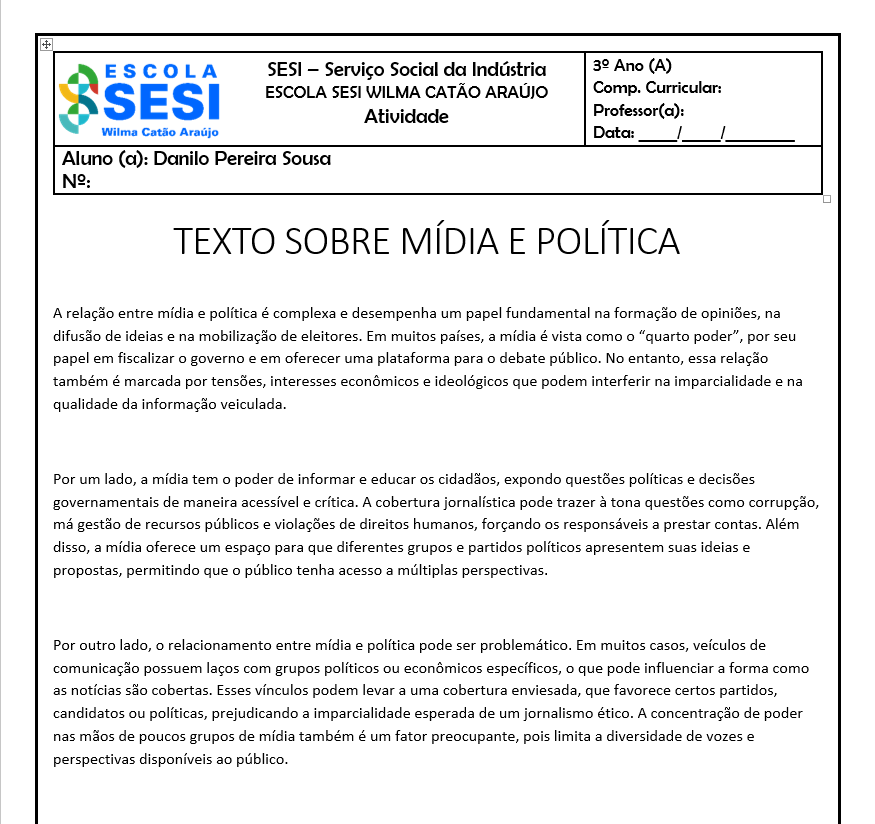 ESCOLA
SESI
Wilma Catão Araújo
SESI – Serviço Social da Indústria
ESCOLA SESI WILMA CATÃO ARAÚJO
Atividade
3º Ano (A)
Comp. Curricular:
Professor(a):
Data: _____/_____/_________
Aluno (a): Danilo Pereira Sousa
Nº:
TEXTO SOBRE MÍDIA E POLÍTICA
A relação entre mídia e política é complexa e desempenha um papel fundamental na formação de opiniões, na
difusão de ideias e na mobilização de eleitores. Em muitos países, a mídia é vista como o “quarto poder”, por seu
papel em fiscalizar o governo e em oferecer uma plataforma para o debate público. No entanto, essa relação
também é marcada por tensões, interesses econômicos e ideológicos que podem interferir na imparcialidade e na
qualidade da informação veiculada.
Por um lado, a mídia tem o poder de informar e educar os cidadãos, expondo questões políticas e decisões
governamentais de maneira acessível e crítica. A cobertura jornalística pode trazer à tona questões como corrupção,
má gestão de recursos públicos e violações de direitos humanos, forçando os responsáveis a prestar contas. Além
disso, a mídia oferece um espaço para que diferentes grupos e partidos políticos apresentem suas ideias e
propostas, permitindo que o público tenha acesso a múltiplas perspectivas.
Por outro lado, o relacionamento entre mídia e política pode ser problemático. Em muitos casos, veículos de
comunicação possuem laços com grupos políticos ou econômicos específicos, o que pode influenciar a forma como
as notícias são cobertas. Esses vínculos podem levar a uma cobertura enviesada, que favorece certos partidos,
candidatos ou políticas, prejudicando a imparcialidade esperada de um jornalismo ético. A concentração de poder
nas mãos de poucos grupos de mídia também é um fator preocupante, pois limita a diversidade de vozes e
perspectivas disponíveis ao público.